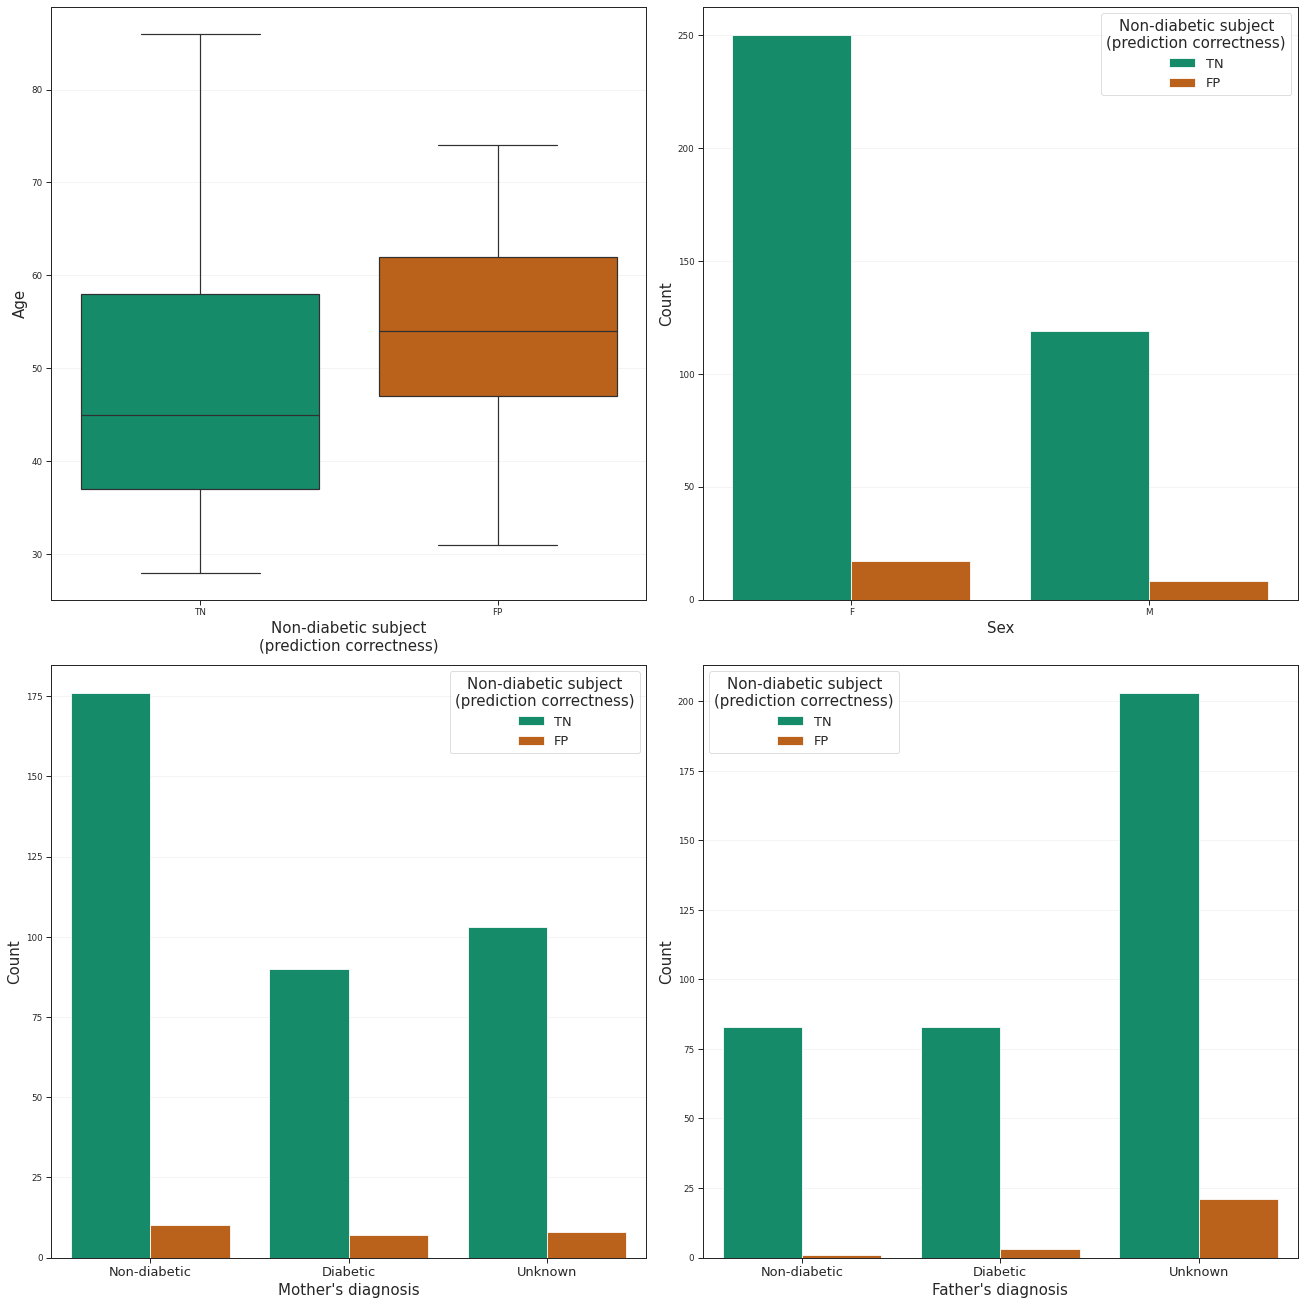 80
70
60
50
40
30
Age
TN
FP
Non-diabetic subject
(prediction correctness)
250
200
150
100
50
0
Count
F
M
Sex
Non-diabetic subject
(prediction correctness)
TN
FP
175
150
125
100
75
50
25
0
Count
Non-diabetic
Diabetic
Unknown
Mother's diagnosis
Non-diabetic subject
(prediction correctness)
TN
FP
200
175
150
125
100
75
50
25
0
Count
Non-diabetic
Diabetic
Unknown
Father's diagnosis
Non-diabetic subject
(prediction correctness)
TN
FP